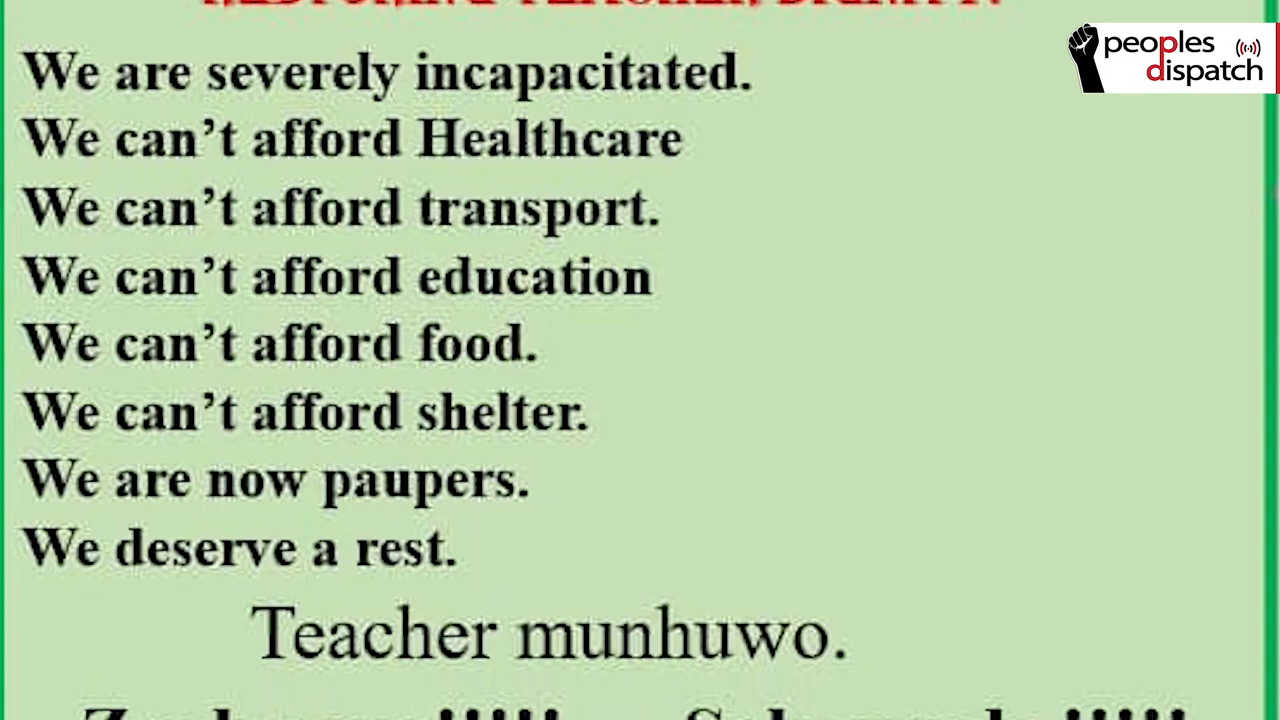 peoples
dispatch
We are severely incapacitated.
We can’t afford Healthcare
We can’t afford transport.
We can’t afford education
We can’t afford food.
We can’t afford shelter.
We are now paupers.
We deserve a rest.
Teacher munhuwo.